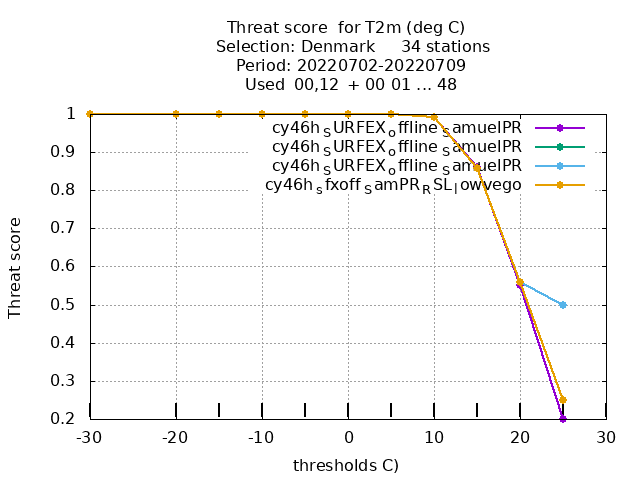 Threat score for T2m (deg C)
Selection: Denmark 34 stations
Period: 20220702-20220709
Used 00,12 + 00 01 ... 48
cy46h_SURFEX_offline_SamuelPR
cy46h_SURFEX_offline_SamuelPR
cy46h_SURFEX_offline_SamuelPR
cy46h_sfxoff_SamPR_RSL_lowvego
1
0.9
0.8
0.7
0.6
0.5
0.4
0.3
0.2
Threat score
-30 -20 -10 0 10 20 30
thresholds C)